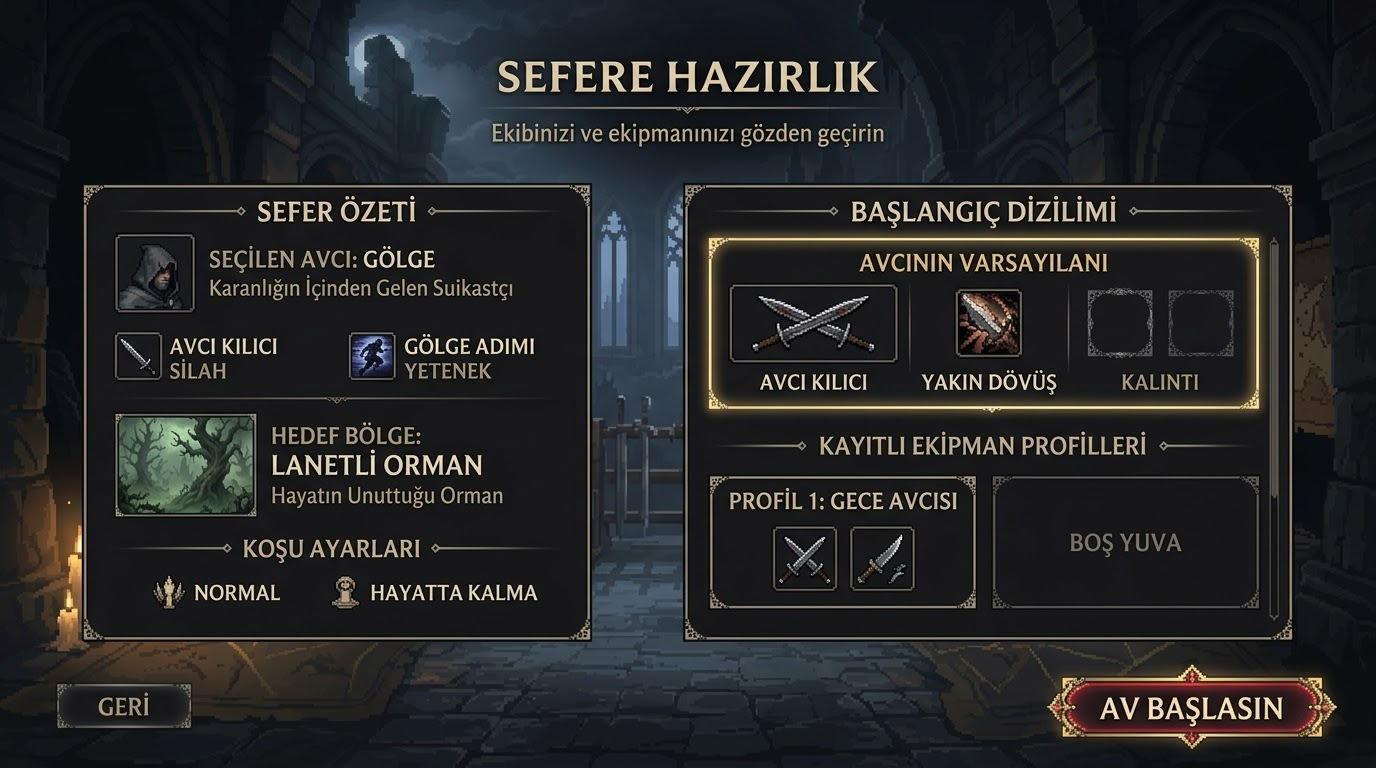 SEFERE HAZIRLIK
Ekibinizi ve ekipmanınızı gözden geçirin
SEFER ÖZETİ
SEÇİLEN AVCI: GÖLGE
Karanlığın İçinden Gelen Suikastçı
AVCI KILICI
SİLAH
GÖLGE ADIMI
YETENEK
HEDEF BÖLGE:
LANETLİ ORMAN
Hayatın Unuttuğu Orman
KOŞU AYARLARI
NORMAL
HAYATTA KALMA
BAŞLANGIÇ DİZİLİMİ
AVCININ VARSAYILANI
AVCI KILICI
YAKIN DÖVÜŞ
KALINTI
KAYITLI EKİPMAN PROFİLLERİ
PROFİL 1: GECE AVCISI
BOŞ YUVA
GERİ
AV BAŞLASIN